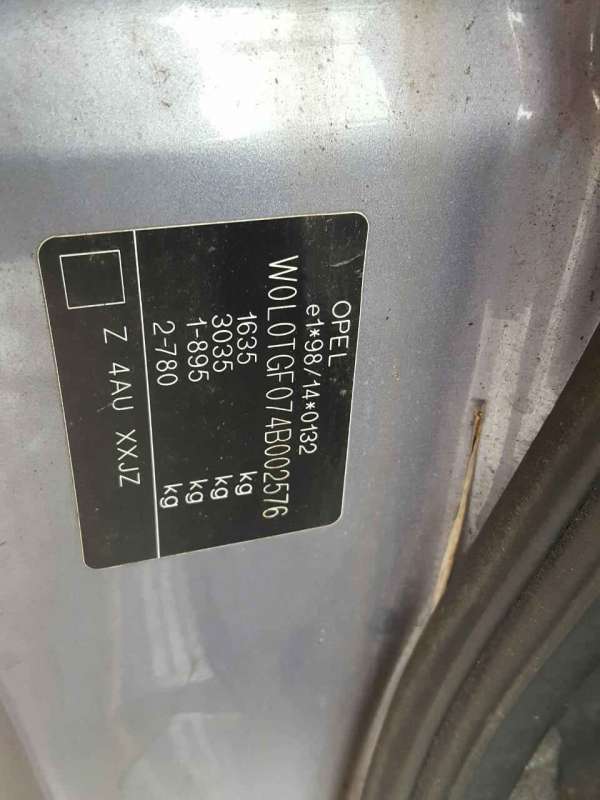 OPEL
e1*98/14*0132
W0L0TGF074B002576
1635 kg
3035 kg
1-895 kg
2-780 kg
Z 4AU XXJZ